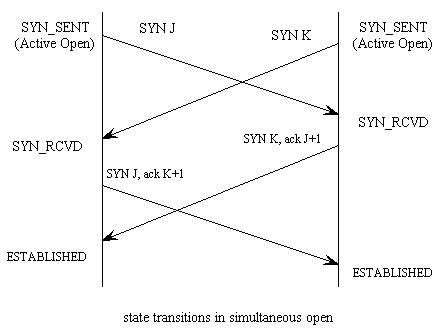 SYN_SENT
(Active Open)
SYN J
SYN K
SYN_SENT
(Active Open)
SYN_RCVD
SYN_RCVD
SYN K, ack J+1
SYN J, ack K+1
ESTABLISHED
ESTABLISHED
state transitions in simultaneous open